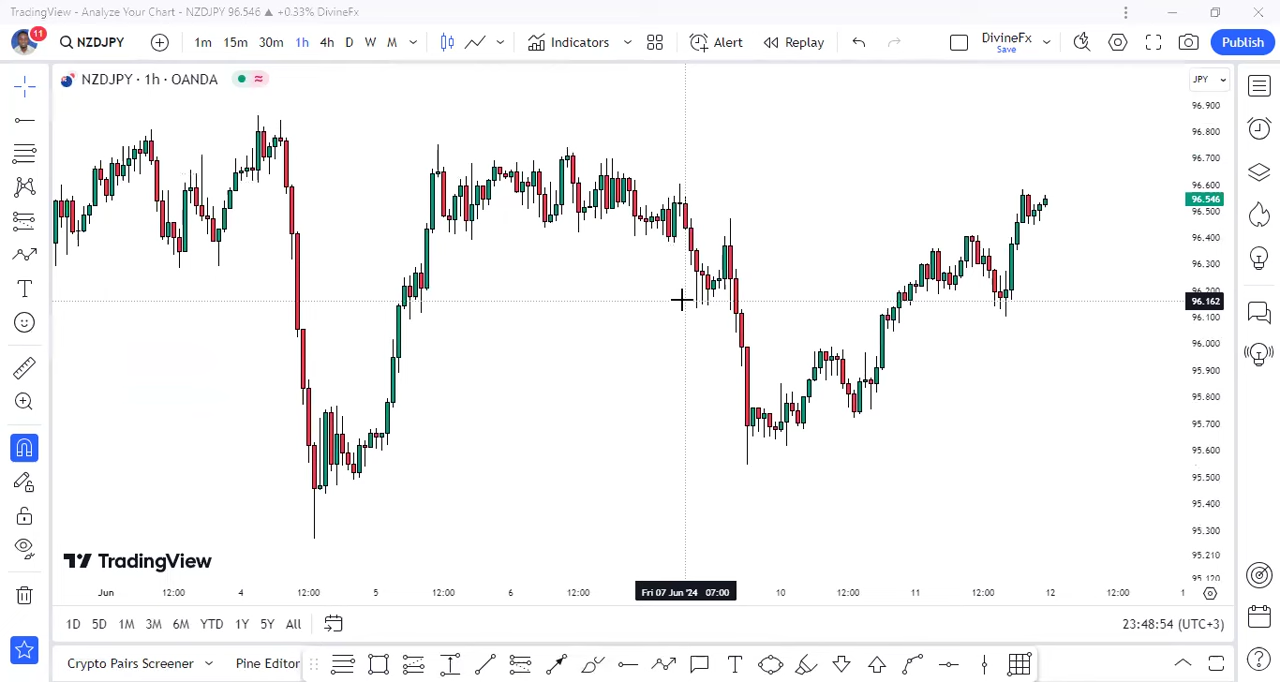 TradingView - Analyze Your Chart - NZDJPY 96.546 ▲ +0.33% DivineFx
11
NZDJPY
1m 15m 30m 1h 4h D W M
Indicators
Alert
Replay
DivineFx
Save
Publish
NZDJPY · 1h · OANDA
JPY
96.900
96.800
96.700
96.600
96.546
96.500
96.400
96.300
96.200
96.162
96.100
96.000
95.900
95.800
95.700
95.600
95.500
95.400
95.300
95.210
95.120
TradingView
Jun 12:00 4 12:00 5 12:00 6 12:00 Fri 07 Jun '24 07:00 10 12:00 11 12:00 12 12:00 1
1D 5D 1M 3M 6M YTD 1Y 5Y All
23:48:54 (UTC+3)
Crypto Pairs Screener
Pine Editor